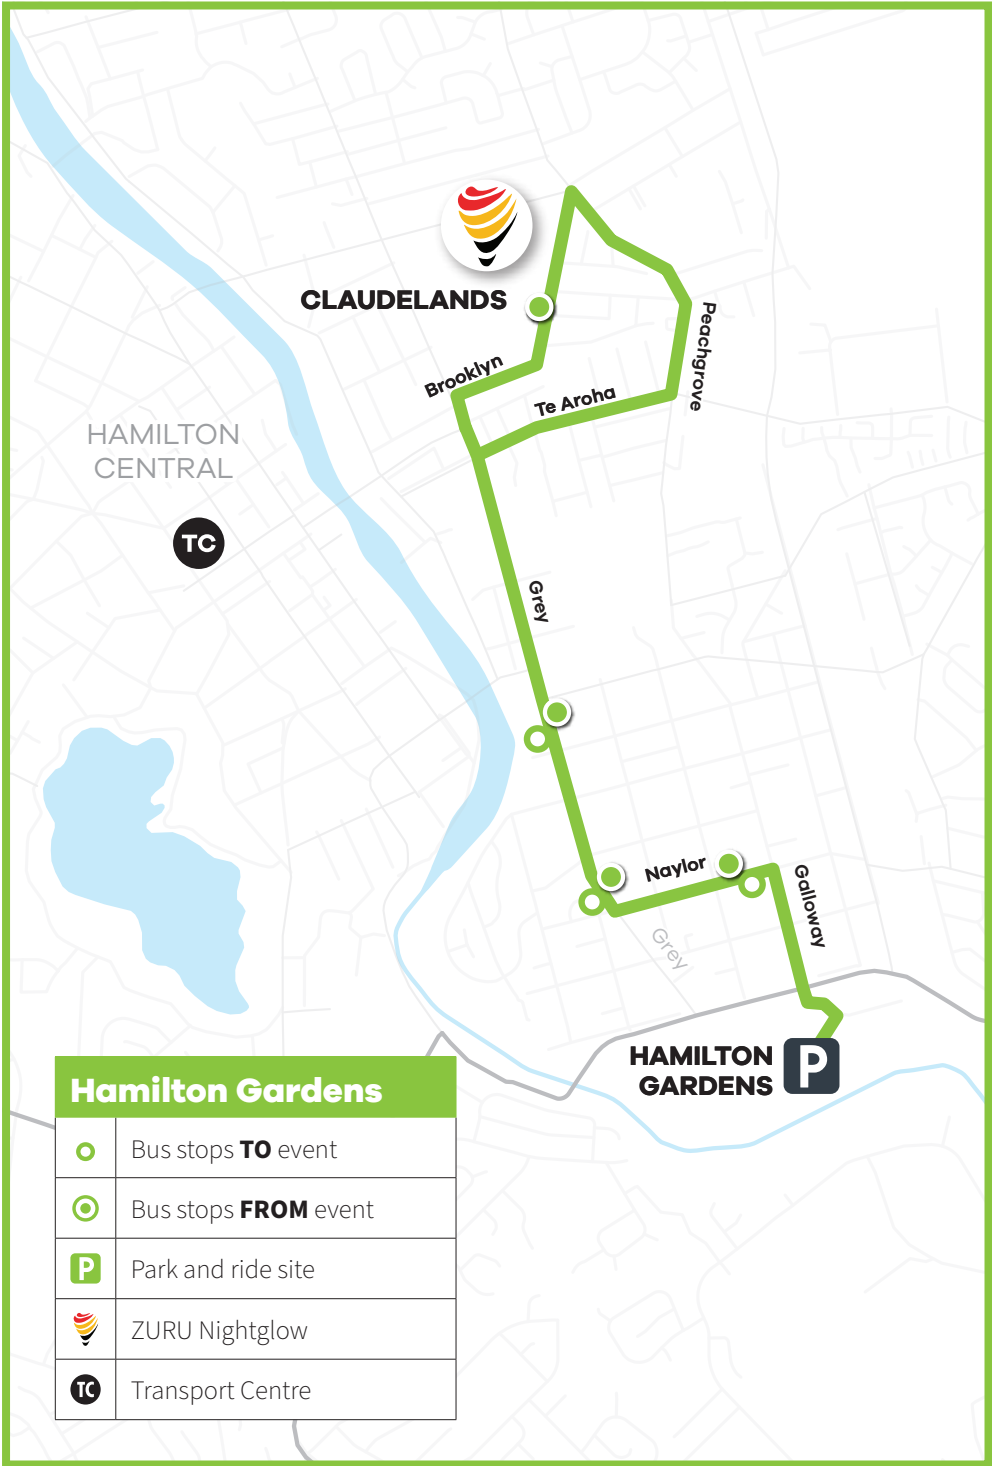 CLAUDELANDS
Brooklyn
Te Aroha
Peachgrove
HAMILTON
CENTRAL
TC
Grey
Naylor
Galloway
Grey
HAMILTON
GARDENS
P
Hamilton Gardens
Bus stops TO event
Bus stops FROM event
P
Park and ride site
ZURU Nightglow
TC
Transport Centre